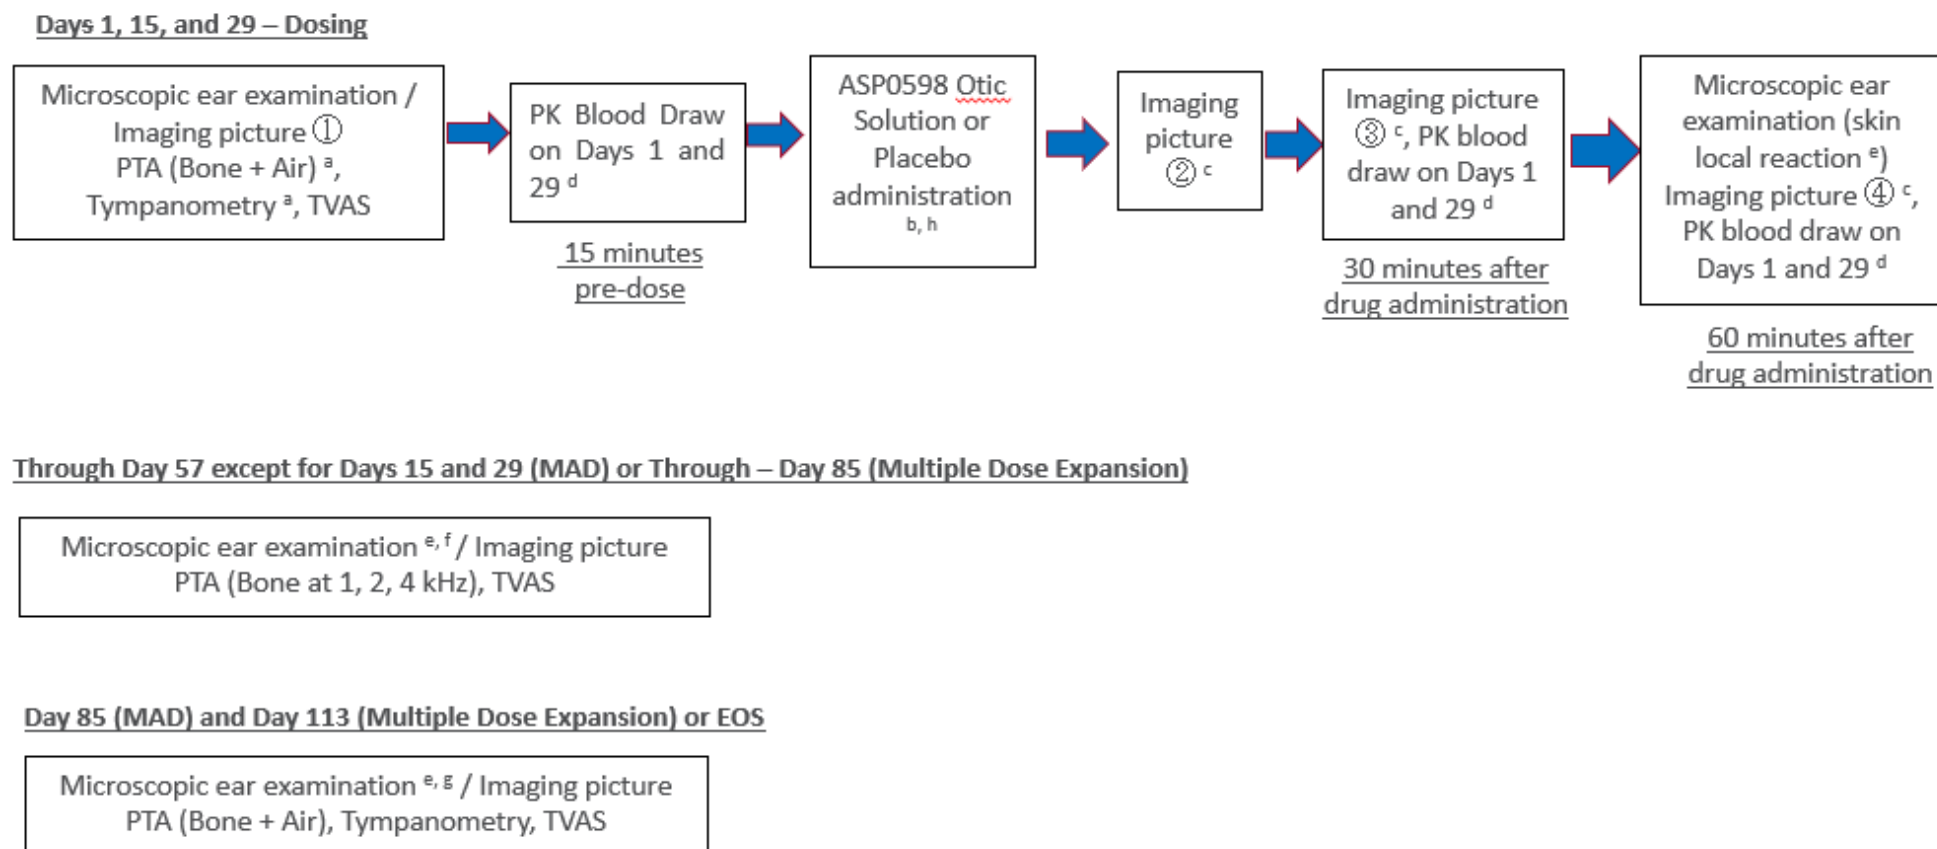 Days 1, 15, and 29 – Dosing
Microscopic ear examination /
Imaging picture ①
PTA (Bone + Air) ᵃ,
Tympanometry ᵃ, TVAS
PK Blood Draw
on Days 1 and
29 ᵈ
15 minutes
pre-dose
ASP0598 Otic
Solution or
Placebo
administration
b, h
Imaging
picture
② ᶜ
Imaging picture
③ ᶜ, PK blood
draw on Days 1
and 29 ᵈ
30 minutes after
drug administration
Microscopic ear
examination (skin
local reaction ᵉ)
Imaging picture ④ ᶜ,
PK blood draw on
Days 1 and 29 ᵈ
60 minutes after
drug administration
Through Day 57 except for Days 15 and 29 (MAD) or Through – Day 85 (Multiple Dose Expansion)
Microscopic ear examination ᵉ, ᶠ / Imaging picture
PTA (Bone at 1, 2, 4 kHz), TVAS
Day 85 (MAD) and Day 113 (Multiple Dose Expansion) or EOS
Microscopic ear examination ᵉ, ᵍ / Imaging picture
PTA (Bone + Air), Tympanometry, TVAS